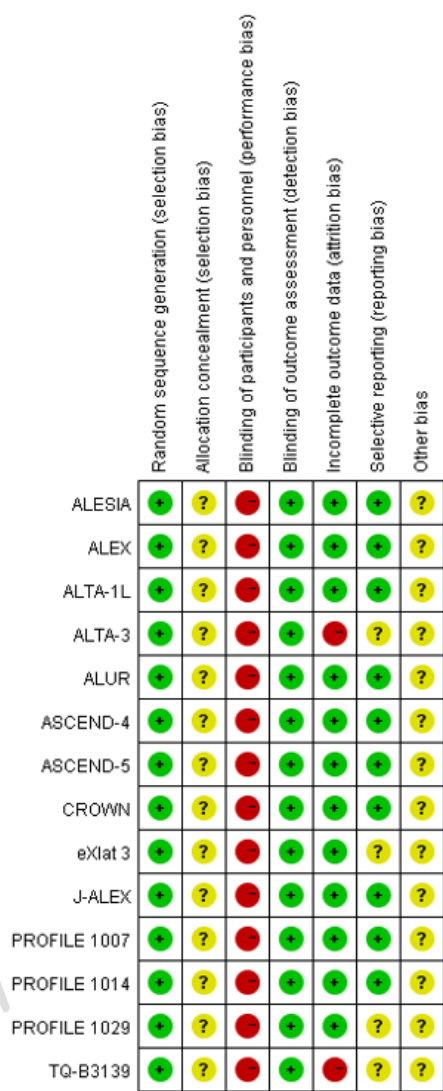 Random sequence generation (selection bias)
Allocation concealment (selection bias)
Blinding of participants and personnel (performance bias)
Blinding of outcome assessment (detection bias)
Incomplete outcome data (attrition bias)
Selective reporting (reporting bias)
Other bias
ALESIA + ? - + + + ?
ALEX + ? - + + + ?
ALTA-1L + ? - + + + ?
ALTA-3 + ? - + - ? ?
ALUR + ? - + + + ?
ASCEND-4 + ? - + + + ?
ASCEND-5 + ? - + + + ?
CROWN + ? - + + + ?
eXlat 3 + ? - + + ? ?
J-ALEX + ? - + + + ?
PROFILE 1007 + ? - + + + ?
PROFILE 1014 + ? - + + + ?
PROFILE 1029 + ? - + + ? ?
TQ-B3139 + ? - + - ? ?